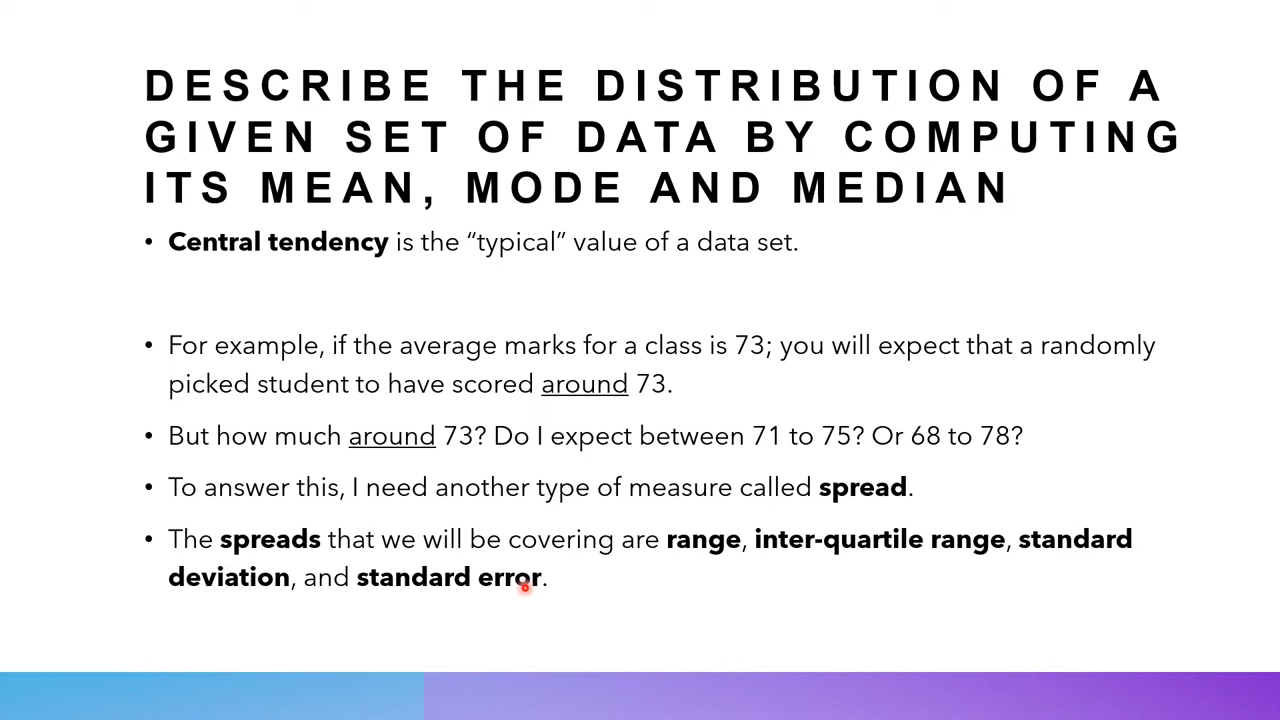 DESCRIBE THE DISTRIBUTION OF A
GIVEN SET OF DATA BY COMPUTING
ITS MEAN, MODE AND MEDIAN
• Central tendency is the “typical” value of a data set.
• For example, if the average marks for a class is 73; you will expect that a randomly
picked student to have scored around 73.
• But how much around 73? Do I expect between 71 to 75? Or 68 to 78?
• To answer this, I need another type of measure called spread.
• The spreads that we will be covering are range, inter-quartile range, standard
deviation, and standard error.